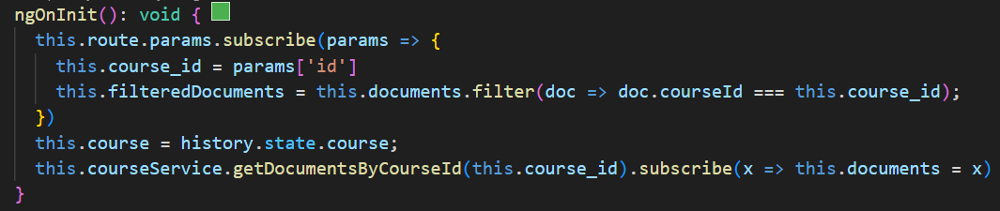 ngOnInit(): void {
this.route.params.subscribe(params => {
this.course_id = params['id']
this.filteredDocuments = this.documents.filter(doc => doc.courseId === this.course_id);
})
this.course = history.state.course;
this.courseService.getDocumentsByCourseId(this.course_id).subscribe(x => this.documents = x)
}